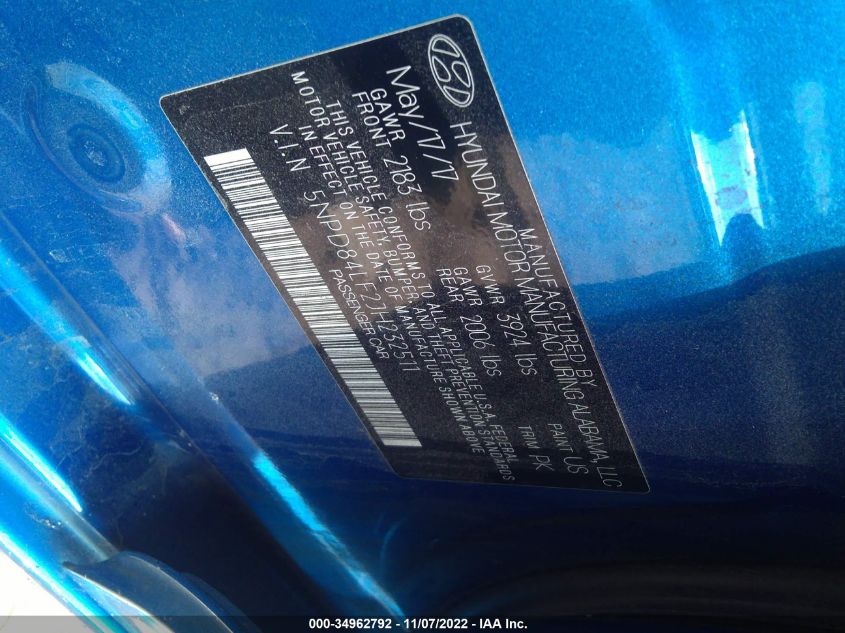 MANUFACTURED BY
HYUNDAI MOTOR MANUFACTURING ALABAMA, LLC
May/17/17 GVWR 3924 lbs PAINT US
GAWR FRONT 2183 lbs GAWR REAR 2006 lbs TRIM PK
THIS VEHICLE CONFORMS TO ALL APPLICABLE U.S.A. FEDERAL
MOTOR VEHICLE SAFETY, BUMPER, AND THEFT PREVENTION STANDARDS
IN EFFECT ON THE DATE OF MANUFACTURE SHOWN ABOVE
V.I.N 5NPD84LF2JH232511
PASSENGER CAR
000-34962792 - 11/07/2022 - IAA Inc.